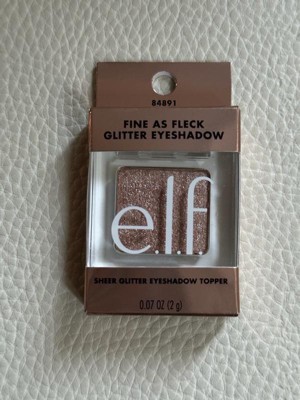 84891
FINE AS FLECK
GLITTER EYESHADOW
e.l.f.
SHEER GLITTER EYESHADOW TOPPER
0.07 OZ (2 g)